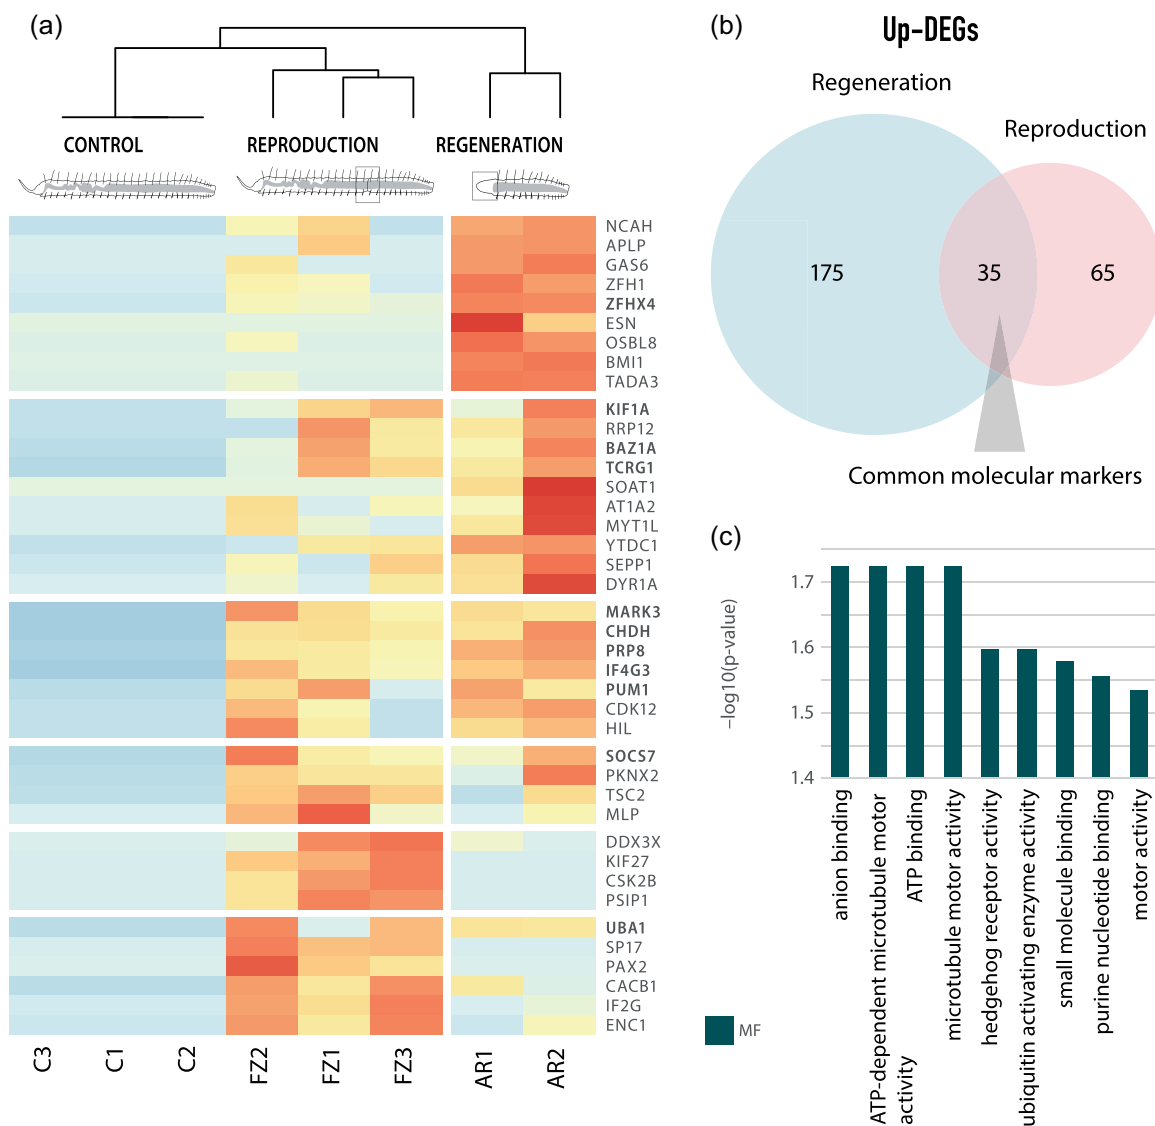 (a)
CONTROL
REPRODUCTION
REGENERATION
NCAH
APLP
GAS6
ZFH1
ZFHX4
ESN
OSBL8
BMI1
TADA3
KIF1A
RRP12
BAZ1A
TCRG1
SOAT1
AT1A2
MYT1L
YTDC1
SEPP1
DYR1A
MARK3
CHDH
PRP8
IF4G3
PUM1
CDK12
HIL
SOCS7
PKNX2
TSC2
MLP
DDX3X
KIF27
CSK2B
PSIP1
UBA1
SP17
PAX2
CACB1
IF2G
ENC1
C3
C1
C2
FZ2
FZ1
FZ3
AR1
AR2
(b)
Up-DEGs
Regeneration
Reproduction
175
35
65
Common molecular markers
(c)
–log10(p-value)
1.7
1.6
1.5
1.4
anion binding
ATP-dependent microtubule motor
activity
ATP binding
microtubule motor activity
hedgehog receptor activity
ubiquitin activating enzyme activity
small molecule binding
purine nucleotide binding
motor activity
MF